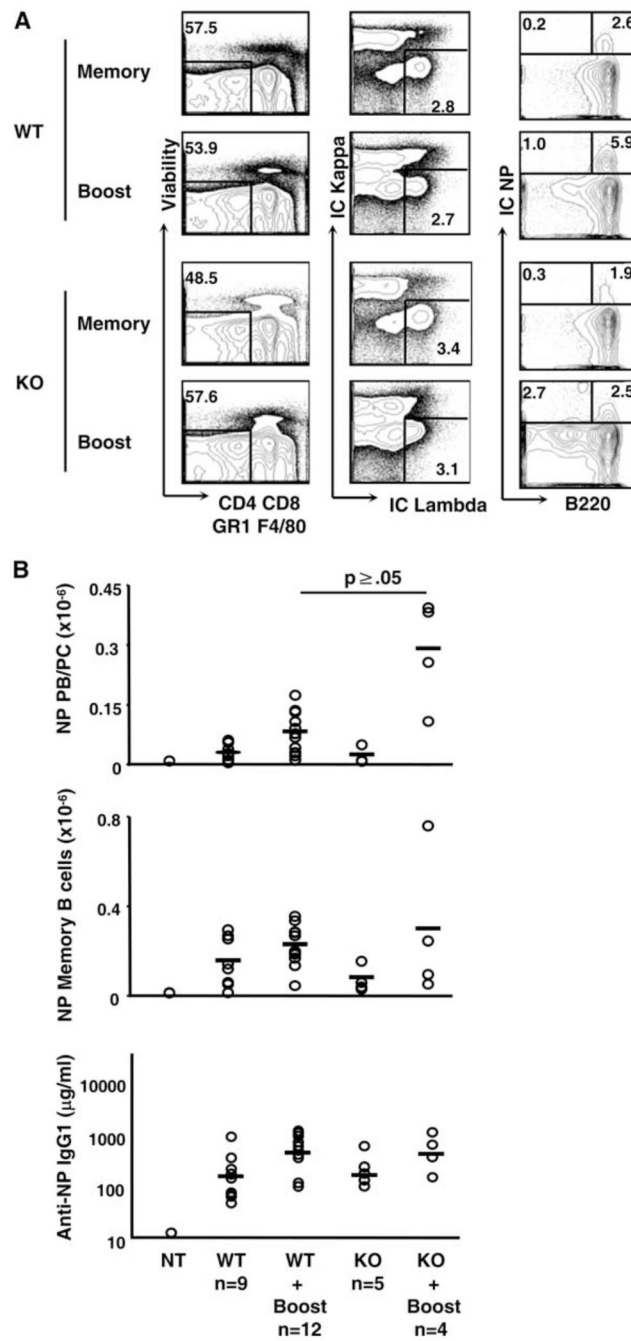 A
WT
Memory
Boost
KO
Memory
Boost
57.5
53.9
48.5
57.6
Viability
CD4 CD8
GR1 F4/80
2.8
2.7
3.4
3.1
IC Kappa
IC Lambda
0.2 2.6
1.0 5.9
0.3 1.9
2.7 2.5
IC NP
B220
B
p ≥ .05
NP PB/PC (x10-6)
0.45
0.3
0.15
0
NP Memory B cells (x10-6)
0.8
0.4
0
Anti-NP IgG1 (µg/ml)
10000
1000
100
10
NT
WT
n=9
WT
+
Boost
n=12
KO
n=5
KO
+
Boost
n=4